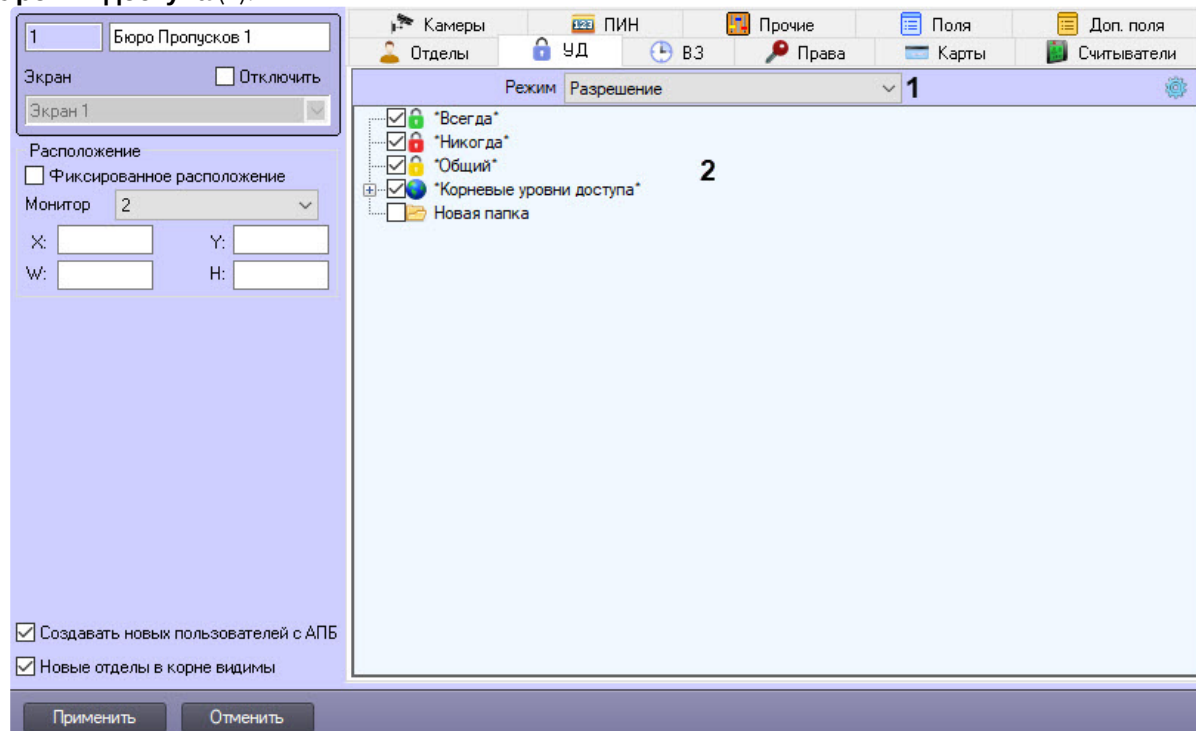 1 Бюро Пропусков 1
Экран Отключить
Экран 1
Расположение
Фиксированное расположение
Монитор 2
X: Y:
W: H:
Создавать новых пользователей с АПБ
Новые отделы в корне видимы
Применить Отменить
Камеры 123 ПИН Прочие Поля Доп. поля
Отделы УД ВЗ Права Карты Считыватели
Режим Разрешение 1
*Всегда*
*Никогда*
*Общий*
*Корневые уровни доступа*
Новая папка
2